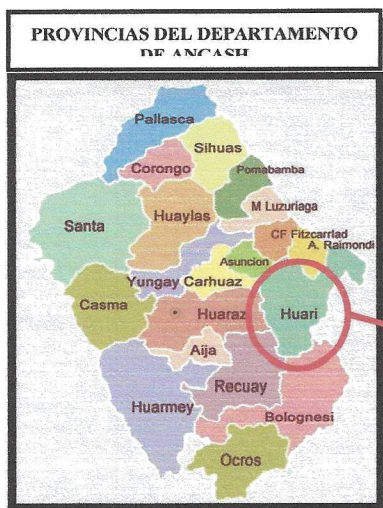 PROVINCIAS DEL DEPARTAMENTO
DE ANCASH
Pallasca
Sihuas
Corongo
Pomabamba
M Luzuriaga
Huaylas
Santa
CF Fitzcarrlad
A. Raimondi
Asuncion
Yungay Carhuaz
Casma
Huaraz
Huari
Aija
Recuay
Huarmey
Bolognesi
Ocros